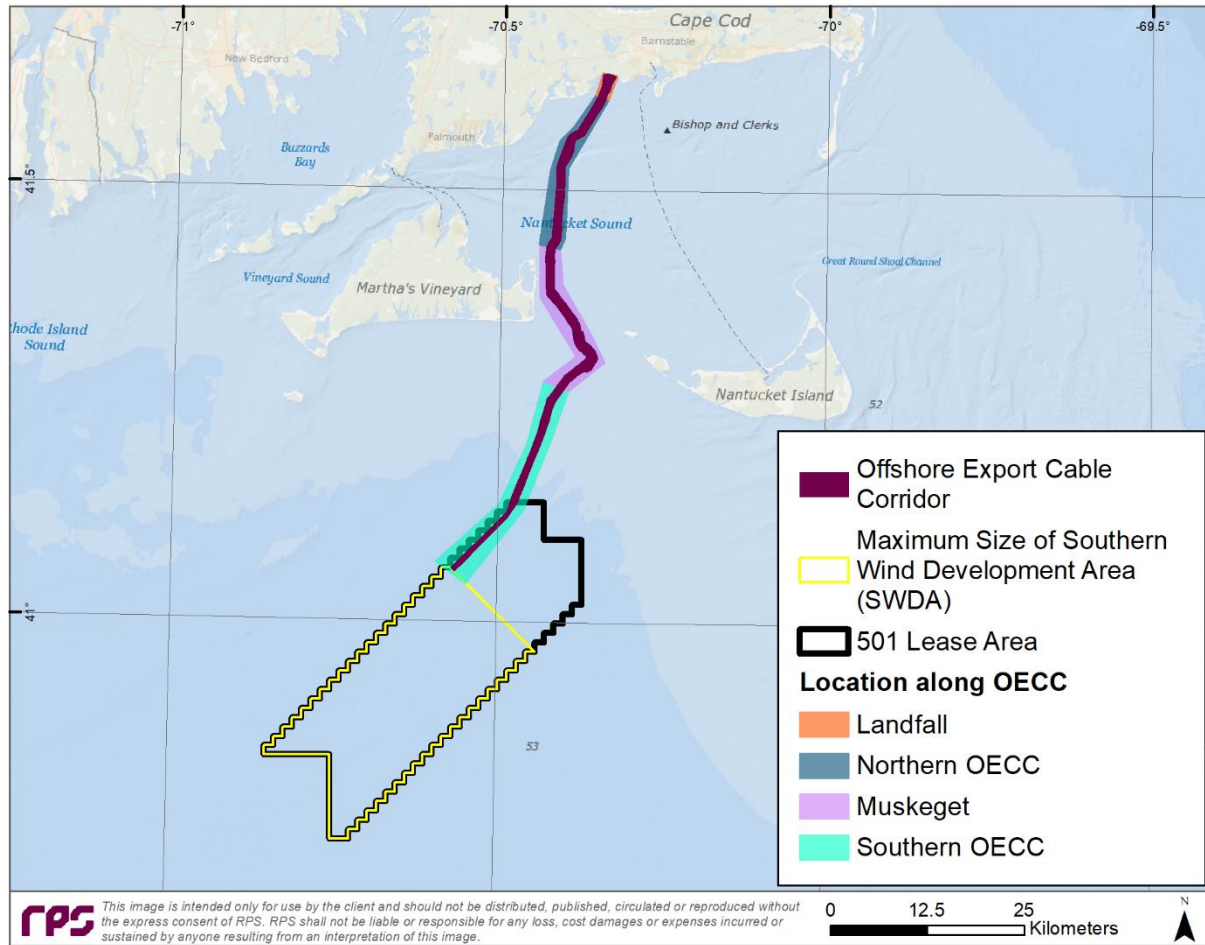 -71°
-70.5°
-70°
-69.5°
Cape Cod
Barnstable
New Bedford
Bishop and Clerks
Falmouth
Buzzards
Bay
41.5°
Nantucket Sound
Great Round Shoal Channel
Vineyard Sound
Martha's Vineyard
hode Island
Sound
Nantucket Island
52
41°
53
Offshore Export Cable
Corridor
Maximum Size of Southern
Wind Development Area
(SWDA)
501 Lease Area
Location along OECC
Landfall
Northern OECC
Muskeget
Southern OECC
rps
This image is intended only for use by the client and should not be distributed, published, circulated or reproduced without
the express consent of RPS. RPS shall not be liable or responsible for any loss, cost damages or expenses incurred or
sustained by anyone resulting from an interpretation of this image.
0 12.5 25
Kilometers
N